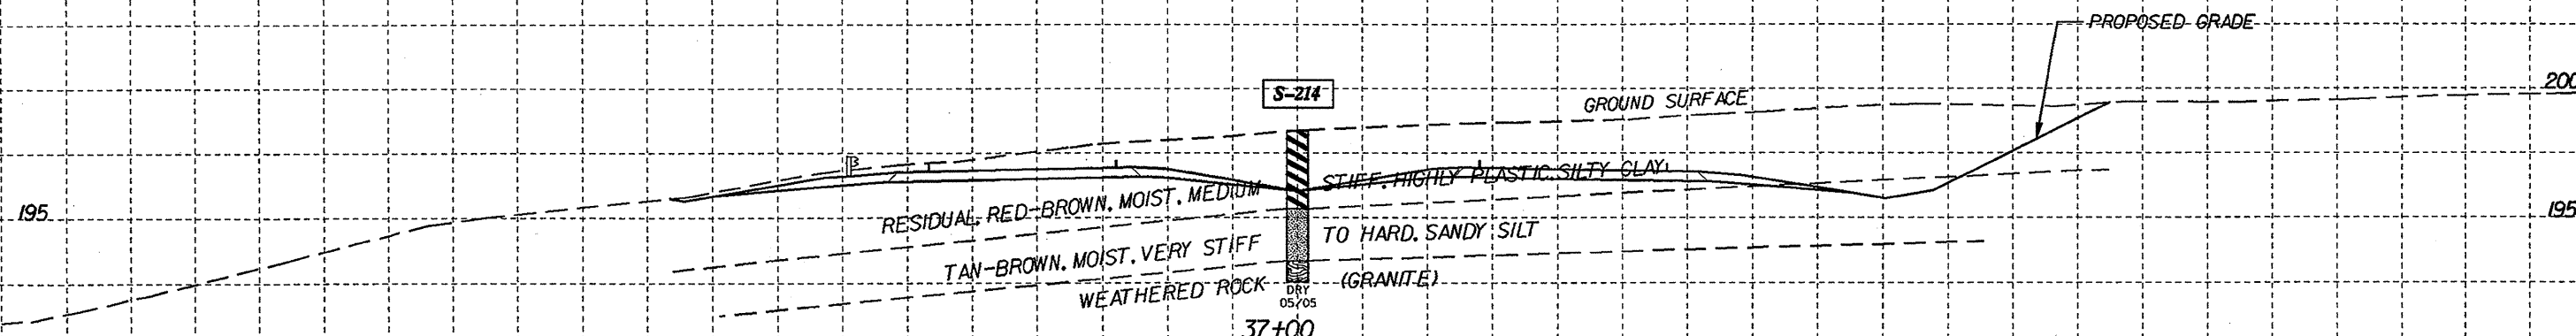 PROPOSED GRADE
200
S-214
GROUND SURFACE
RESIDUAL. RED-BROWN. MOIST. MEDIUM STIFF. HIGHLY PLASTIC. SILTY CLAY
195
195
TAN-BROWN. MOIST. VERY STIFF TO HARD. SANDY SILT
WEATHERED ROCK (GRANITE)
DRY
05/05
37+00